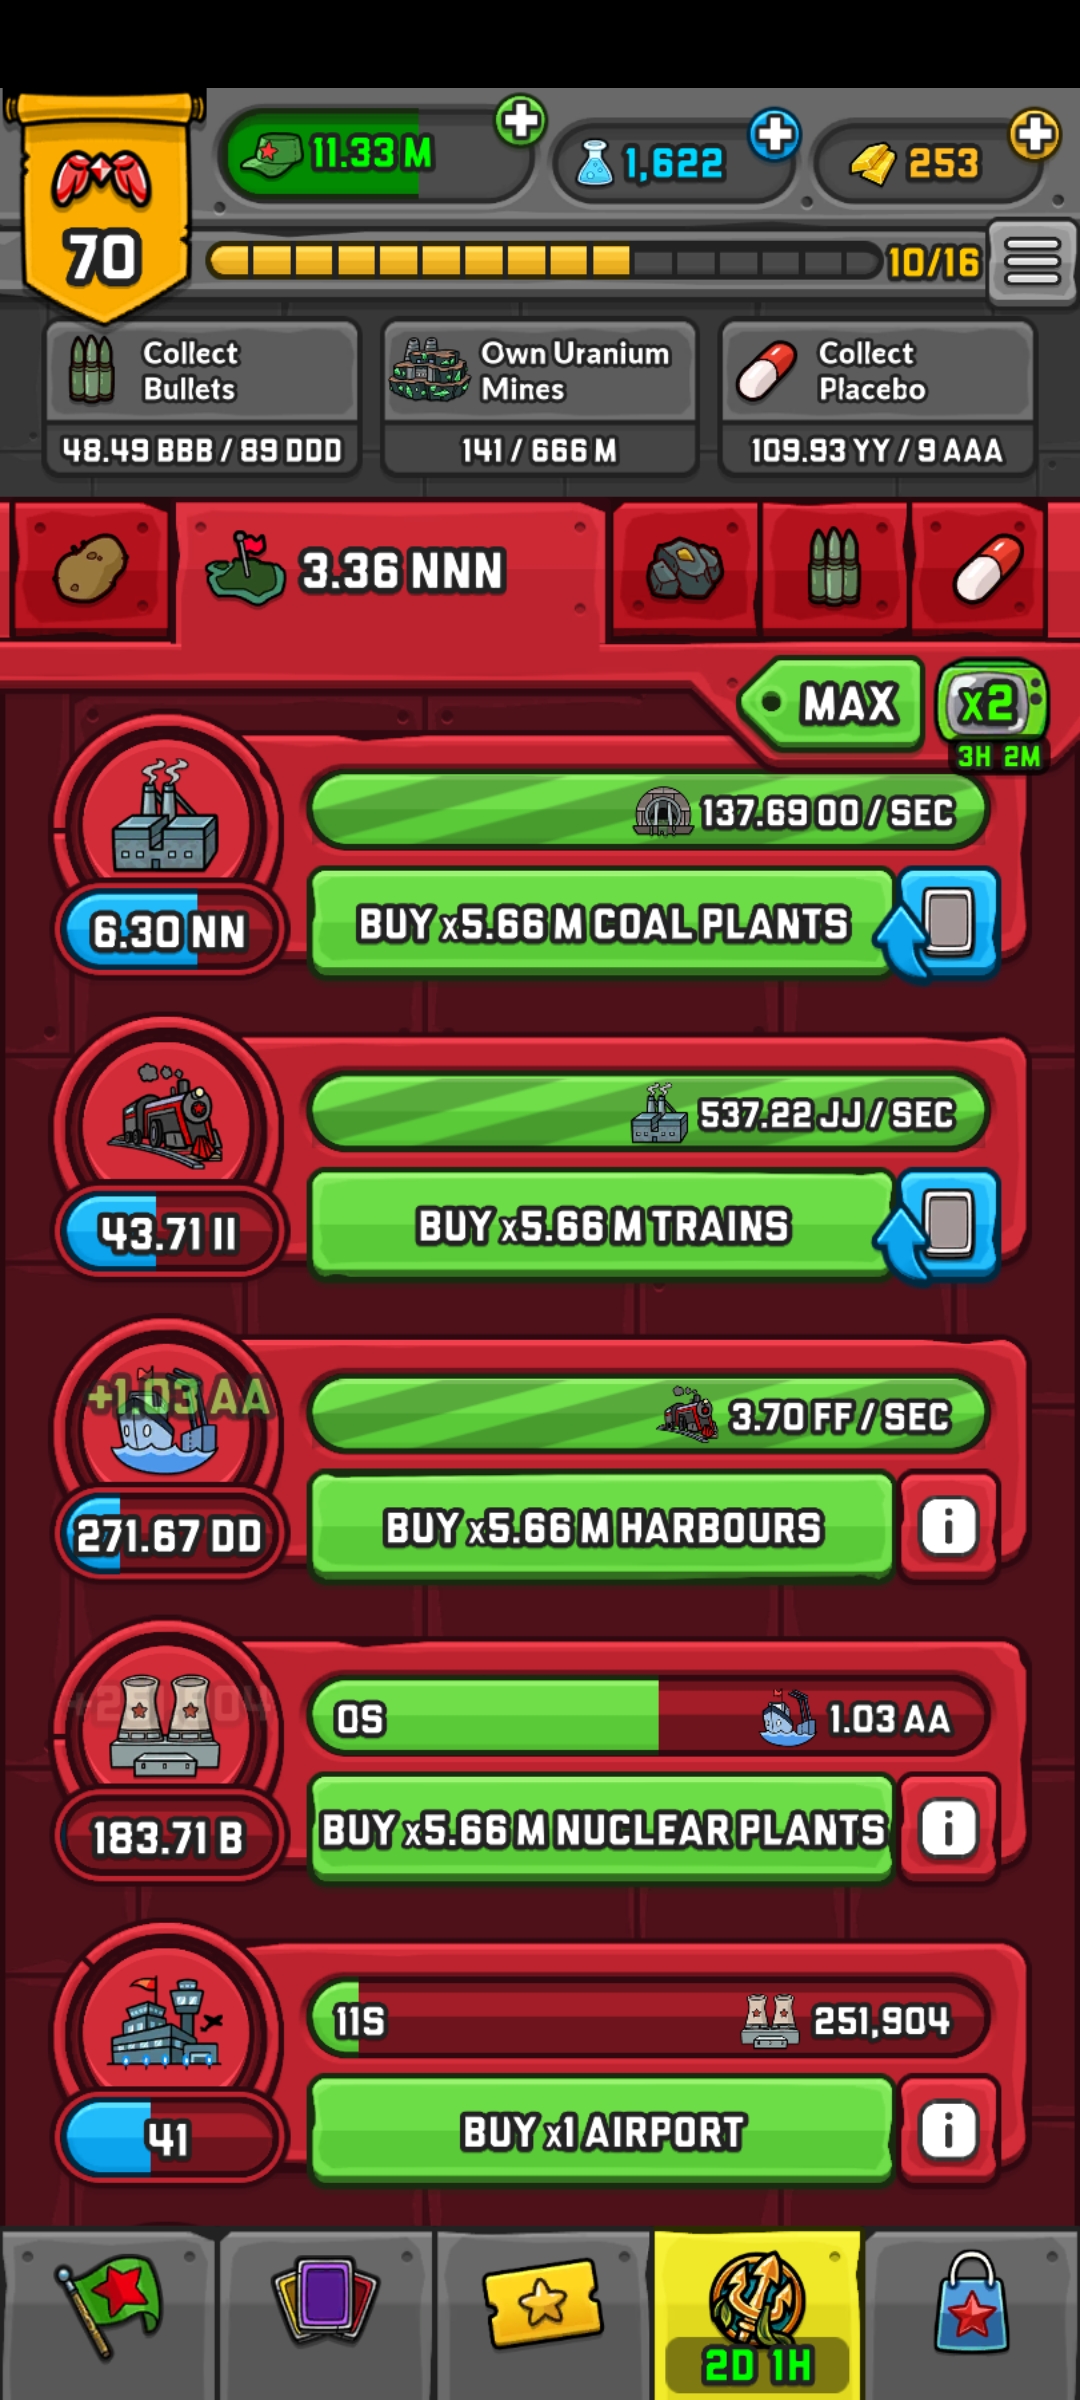 11.33 M
1,622
253
70
10/16
Collect
Bullets
48.49 BBB / 89 DDD
Own Uranium
Mines
141 / 666 M
Collect
Placebo
109.93 YY / 9 AAA
3.36 NNN
MAX
x2
3H 2M
137.69 OO / SEC
6.30 NN
BUY x5.66 M COAL PLANTS
537.22 JJ / SEC
43.71 II
BUY x5.66 M TRAINS
+1.03 AA
3.70 FF / SEC
271.67 DD
BUY x5.66 M HARBOURS
i
+251,904
0S
1.03 AA
183.71 B
BUY x5.66 M NUCLEAR PLANTS
i
11S
251,904
41
BUY x1 AIRPORT
i
2D 1H